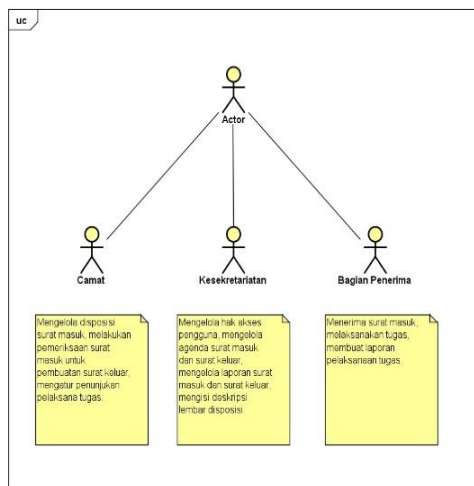 uc
Actor
Camat
Kesekretariatan
Bagian Penerima
Mengelola disposisi
surat masuk, melakukan
pemeriksaan surat
masuk untuk
pembuatan surat keluar,
mengatur penunjukan
pelaksana tugas.
Mengelola hak akses
pengguna, mengelola
agenda surat masuk
dan surat keluar,
mengelola laporan surat
masuk dan surat keluar,
mengisi deskripsi
lembar disposisi
Menerima surat masuk,
melaksanakan tugas,
membuat laporan
pelaksanaan tugas.